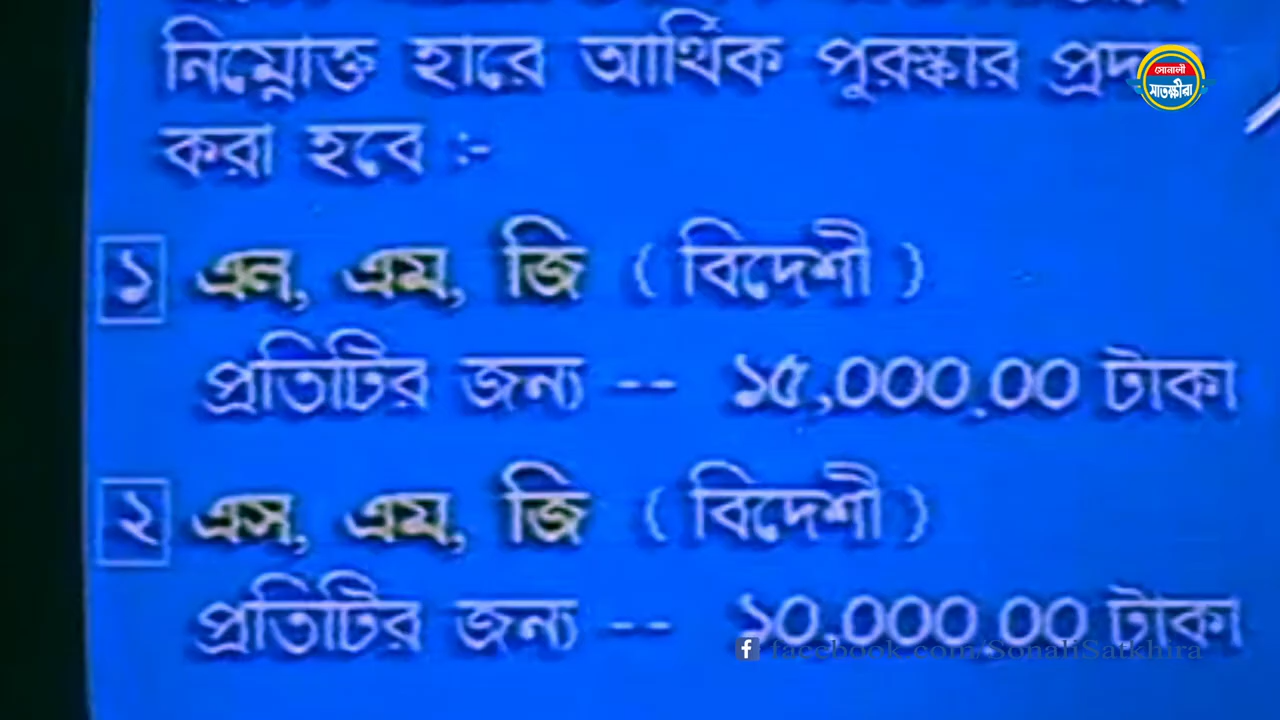 নিম্নোক্ত হারে আর্থিক পুরস্কার প্রদান
করা হবে :-
১ এল, এম, জি ( বিদেশী )
প্রতিটির জন্য -- ১৫,০০০.০০ টাকা
২ এস, এম, জি ( বিদেশী )
প্রতিটির জন্য -- ১০,০০০.০০ টাকা
সোনালী
সাতক্ষীরা
facebook.com/SonaliSatkhira